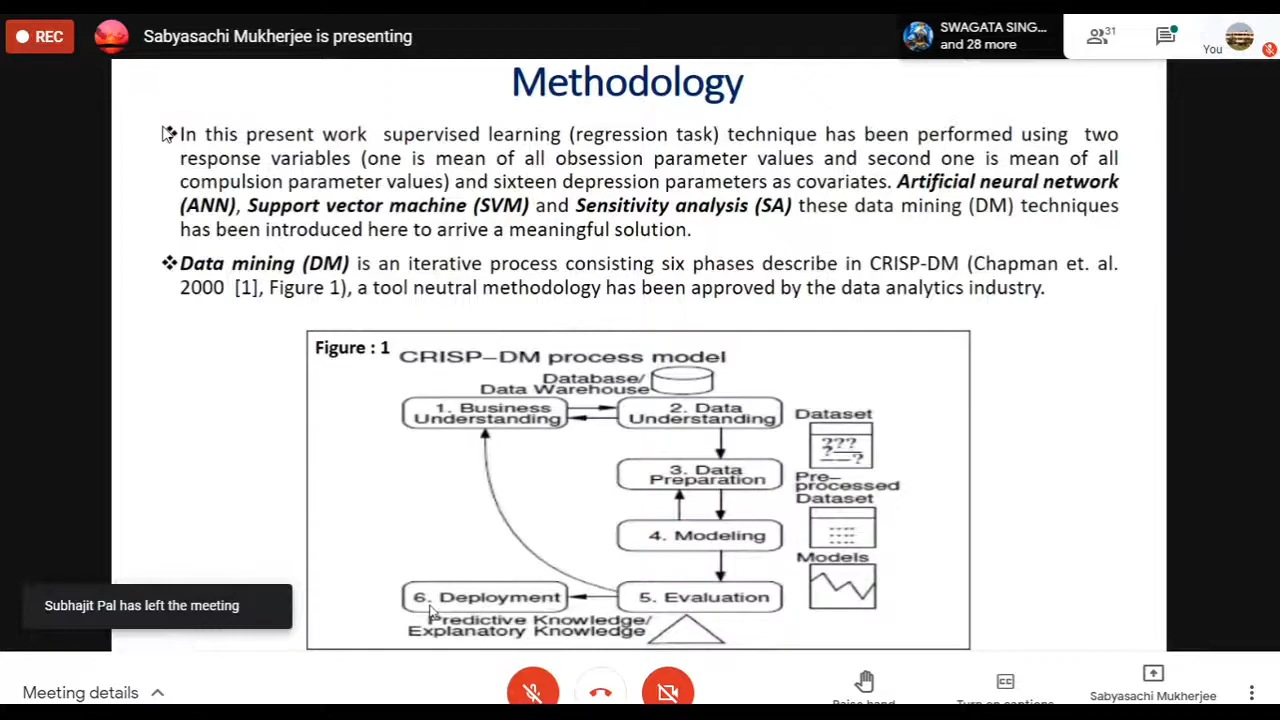 REC
Sabyasachi Mukherjee is presenting
SWAGATA SING...
and 28 more
31
You
Methodology
In this present work supervised learning (regression task) technique has been performed using two
response variables (one is mean of all obsession parameter values and second one is mean of all
compulsion parameter values) and sixteen depression parameters as covariates. Artificial neural network
(ANN), Support vector machine (SVM) and Sensitivity analysis (SA) these data mining (DM) techniques
has been introduced here to arrive a meaningful solution.
Data mining (DM) is an iterative process consisting six phases describe in CRISP-DM (Chapman et. al.
2000 [1], Figure 1), a tool neutral methodology has been approved by the data analytics industry.
Figure : 1
CRISP-DM process model
Database/
Data Warehouse
1. Business
Understanding
2. Data
Understanding
Dataset
????
——?
3. Data
Preparation
Pre-
processed
Dataset
4. Modeling
Models
6. Deployment
5. Evaluation
Predictive Knowledge/
Explanatory Knowledge
Subhajit Pal has left the meeting
Meeting details
Raise hand
Turn on captions
Sabyasachi Mukherjee